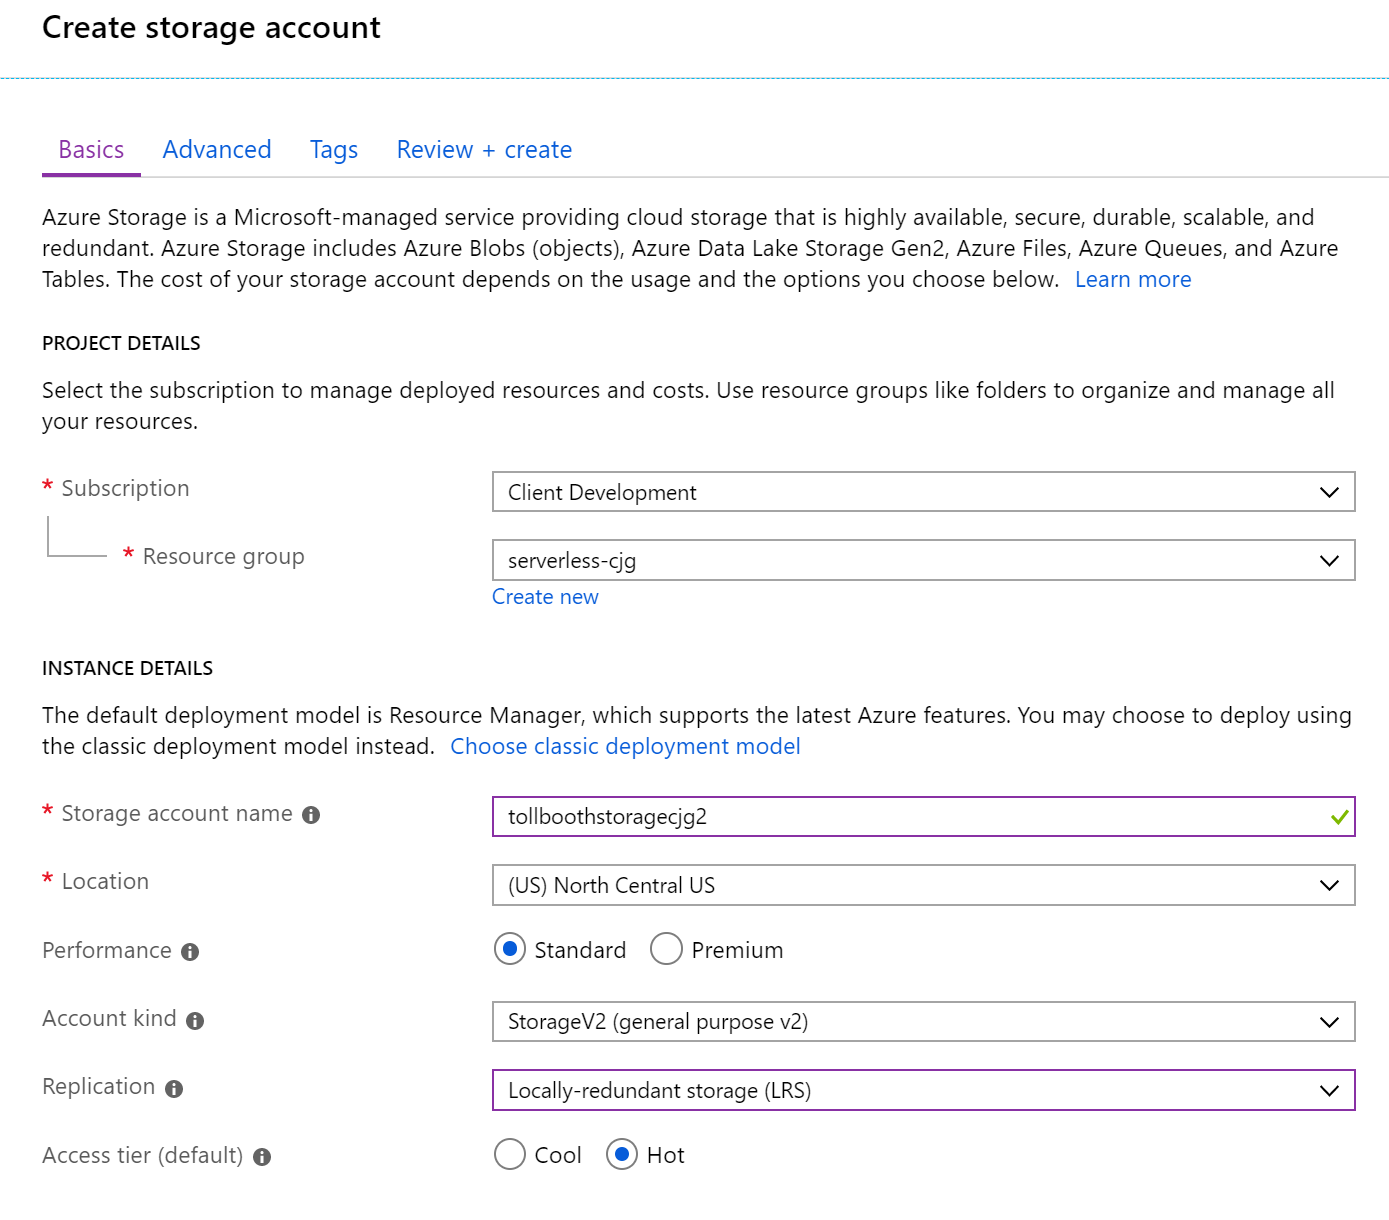 Create storage account
Basics Advanced Tags Review + create
Azure Storage is a Microsoft-managed service providing cloud storage that is highly available, secure, durable, scalable, and
redundant. Azure Storage includes Azure Blobs (objects), Azure Data Lake Storage Gen2, Azure Files, Azure Queues, and Azure
Tables. The cost of your storage account depends on the usage and the options you choose below. Learn more
PROJECT DETAILS
Select the subscription to manage deployed resources and costs. Use resource groups like folders to organize and manage all
your resources.
* Subscription Client Development
* Resource group serverless-cjg
Create new
INSTANCE DETAILS
The default deployment model is Resource Manager, which supports the latest Azure features. You may choose to deploy using
the classic deployment model instead. Choose classic deployment model
* Storage account name tollboothstoragecjg2
* Location (US) North Central US
Performance Standard Premium
Account kind StorageV2 (general purpose v2)
Replication Locally-redundant storage (LRS)
Access tier (default) Cool Hot